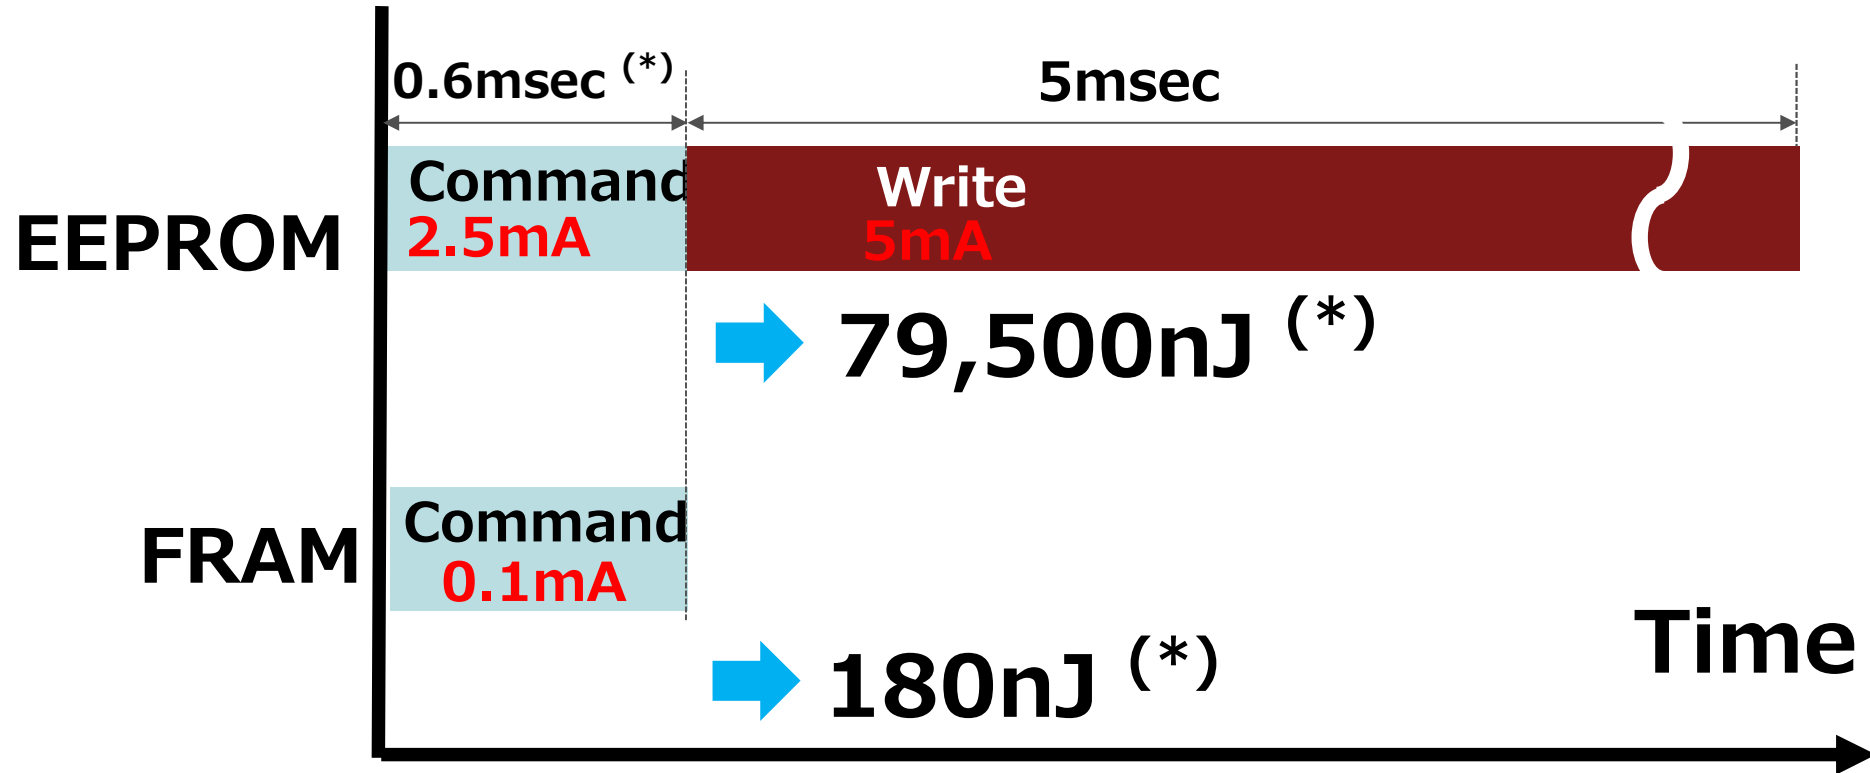 0.6msec (*)
5msec
Command
2.5mA
Write
5mA
EEPROM
79,500nJ (*)
Command
0.1mA
FRAM
180nJ (*)
Time